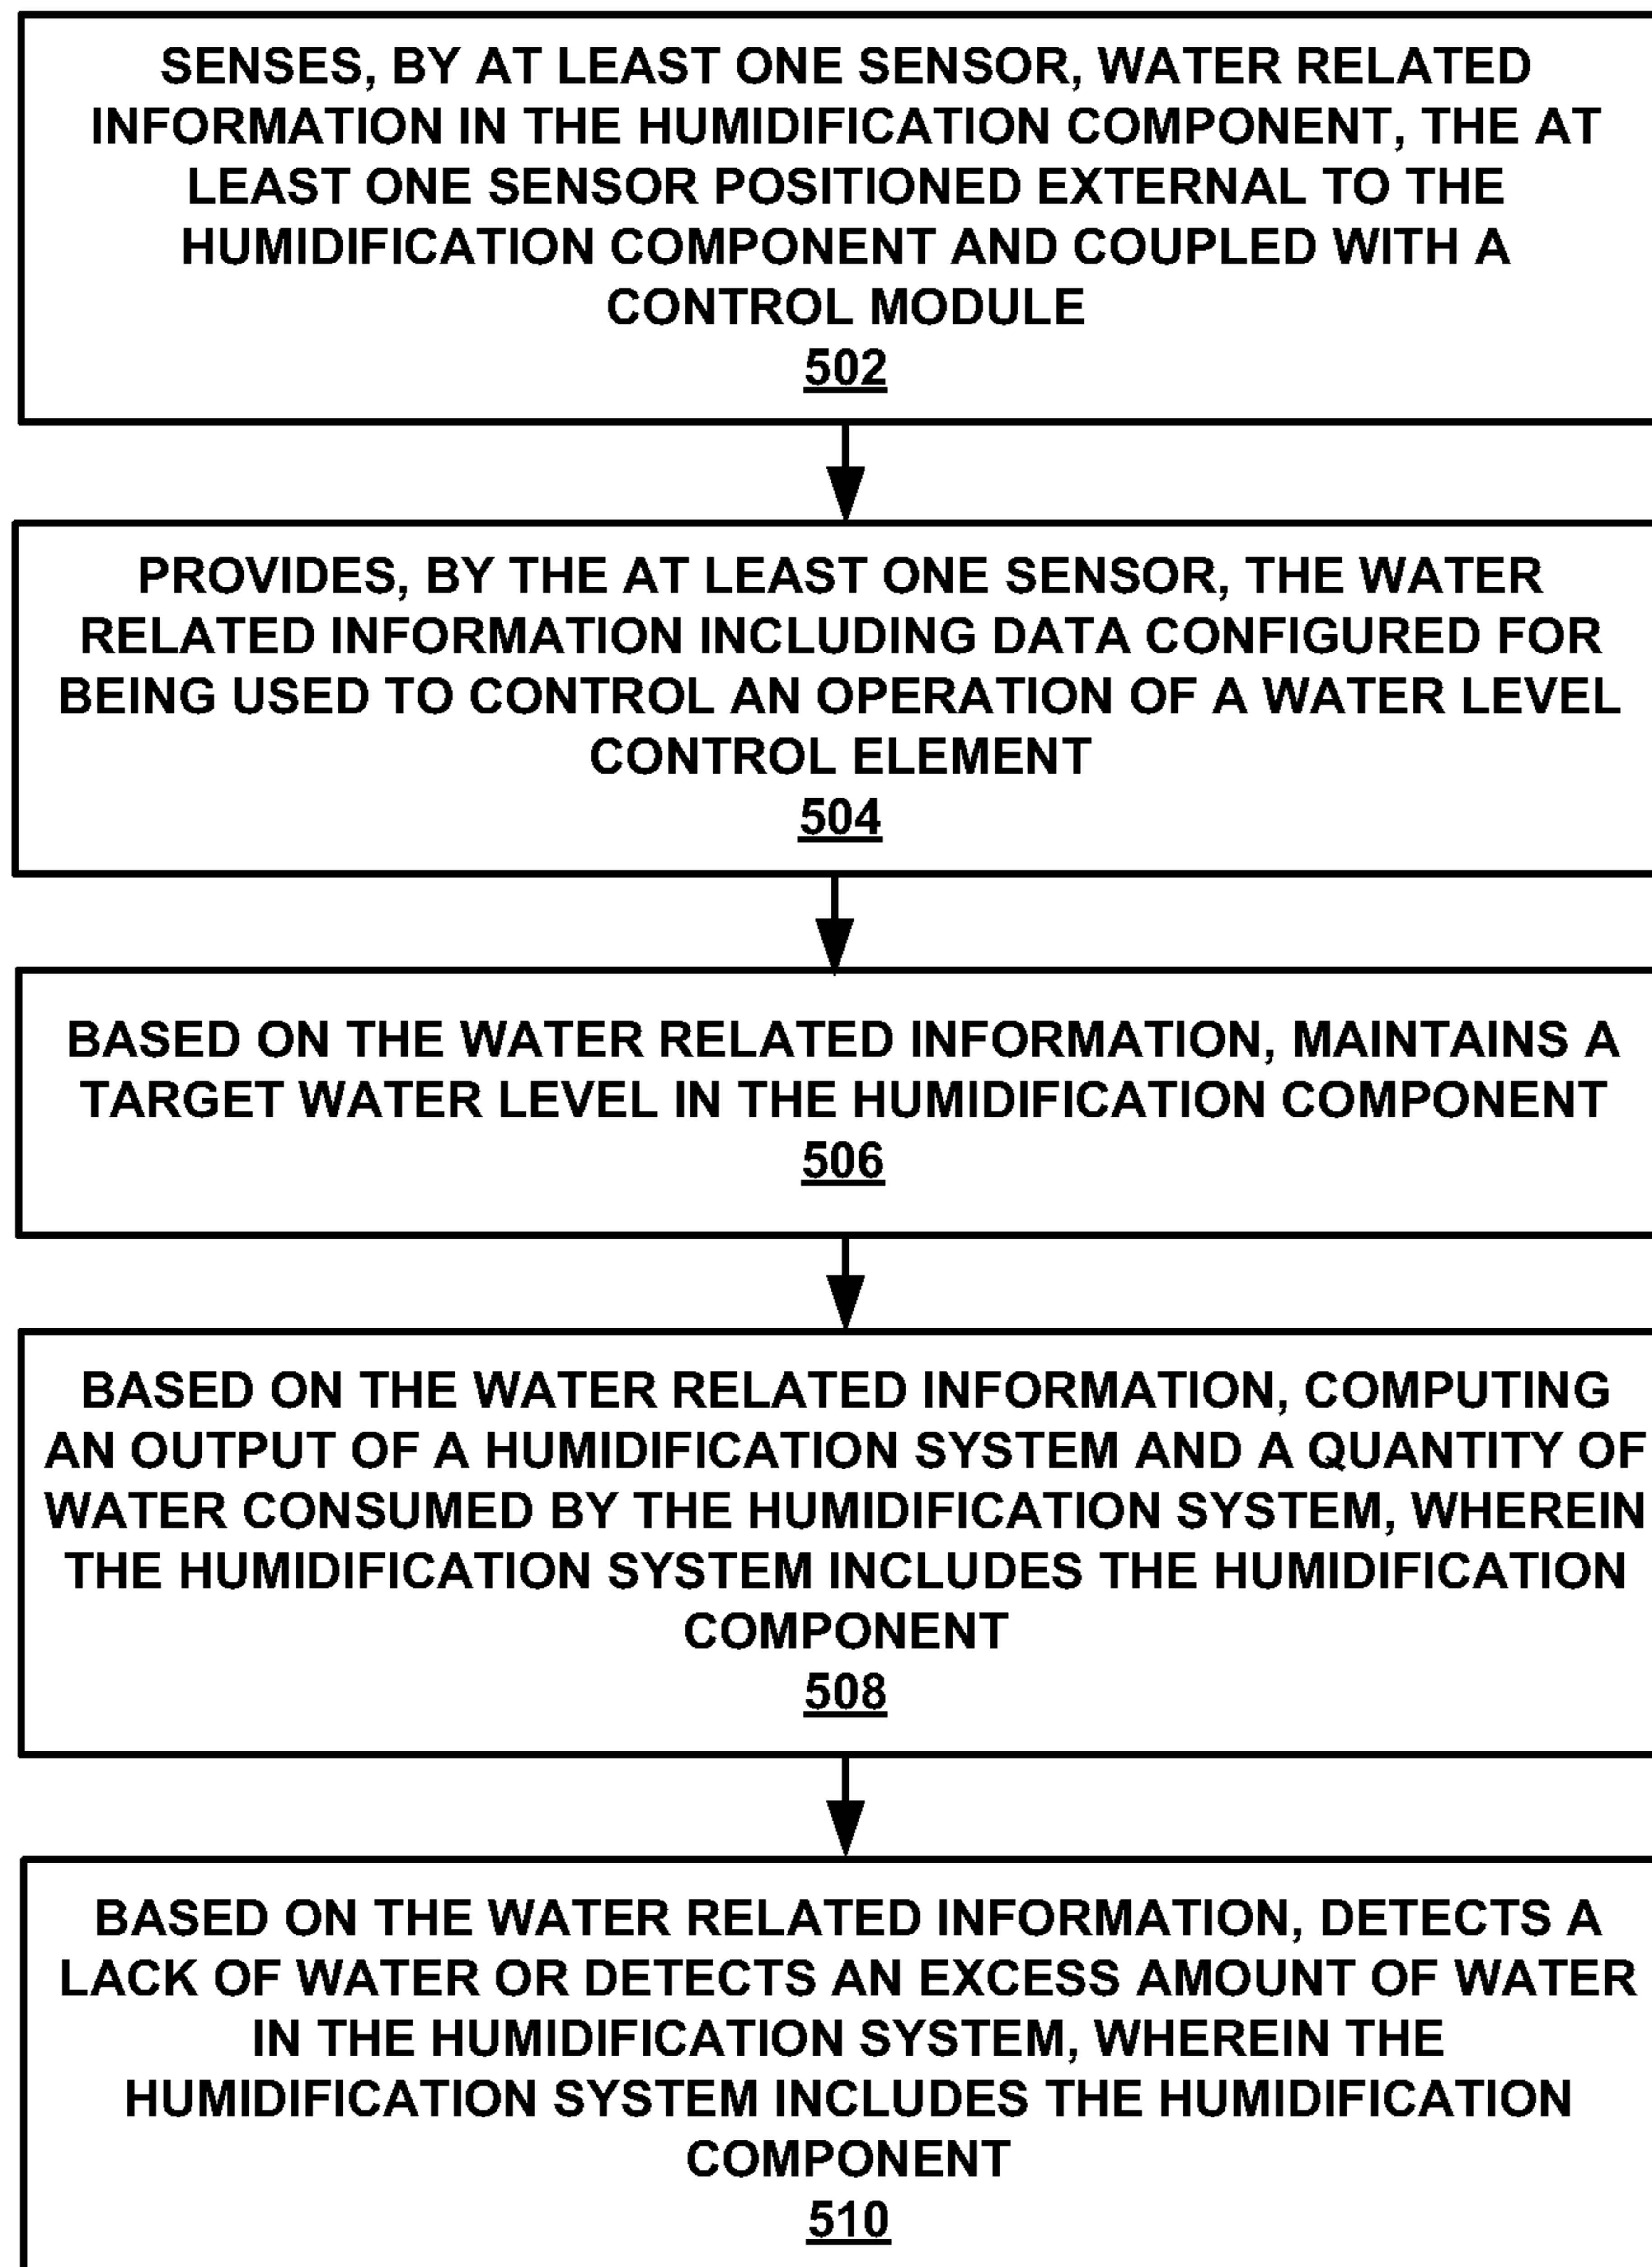 SENSES, BY AT LEAST ONE SENSOR, WATER RELATED
INFORMATION IN THE HUMIDIFICATION COMPONENT, THE AT
LEAST ONE SENSOR POSITIONED EXTERNAL TO THE
HUMIDIFICATION COMPONENT AND COUPLED WITH A
CONTROL MODULE
502
PROVIDES, BY THE AT LEAST ONE SENSOR, THE WATER
RELATED INFORMATION INCLUDING DATA CONFIGURED FOR
BEING USED TO CONTROL AN OPERATION OF A WATER LEVEL
CONTROL ELEMENT
504
BASED ON THE WATER RELATED INFORMATION, MAINTAINS A
TARGET WATER LEVEL IN THE HUMIDIFICATION COMPONENT
506
BASED ON THE WATER RELATED INFORMATION, COMPUTING
AN OUTPUT OF A HUMIDIFICATION SYSTEM AND A QUANTITY OF
WATER CONSUMED BY THE HUMIDIFICATION SYSTEM, WHEREIN
THE HUMIDIFICATION SYSTEM INCLUDES THE HUMIDIFICATION
COMPONENT
508
BASED ON THE WATER RELATED INFORMATION, DETECTS A
LACK OF WATER OR DETECTS AN EXCESS AMOUNT OF WATER
IN THE HUMIDIFICATION SYSTEM, WHEREIN THE
HUMIDIFICATION SYSTEM INCLUDES THE HUMIDIFICATION
COMPONENT
510